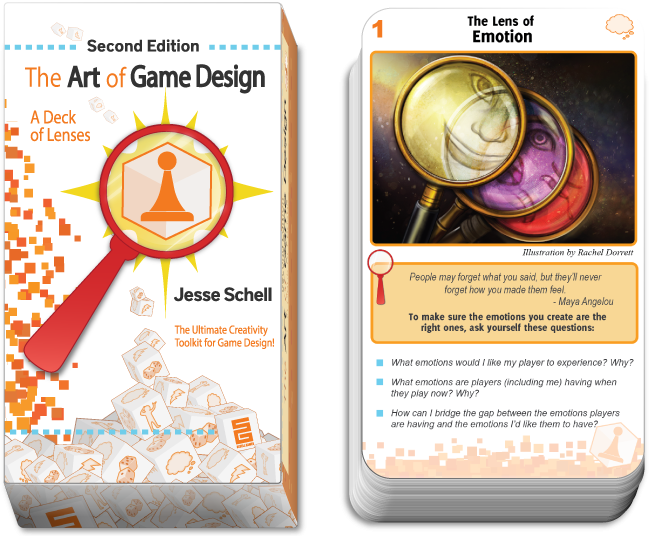 Second Edition
The Art of Game Design
A Deck
of Lenses
Jesse Schell
The Ultimate Creativity
Toolkit for Game Design!
1
The Lens of
Emotion
Illustration by Rachel Dorrett
People may forget what you said, but they'll never
forget how you made them feel.
- Maya Angelou
To make sure the emotions you create are the
right ones, ask yourself these questions:
What emotions would I like my player to experience? Why?
What emotions are players (including me) having when
they play now? Why?
How can I bridge the gap between the emotions players
are having and the emotions I'd like them to have?